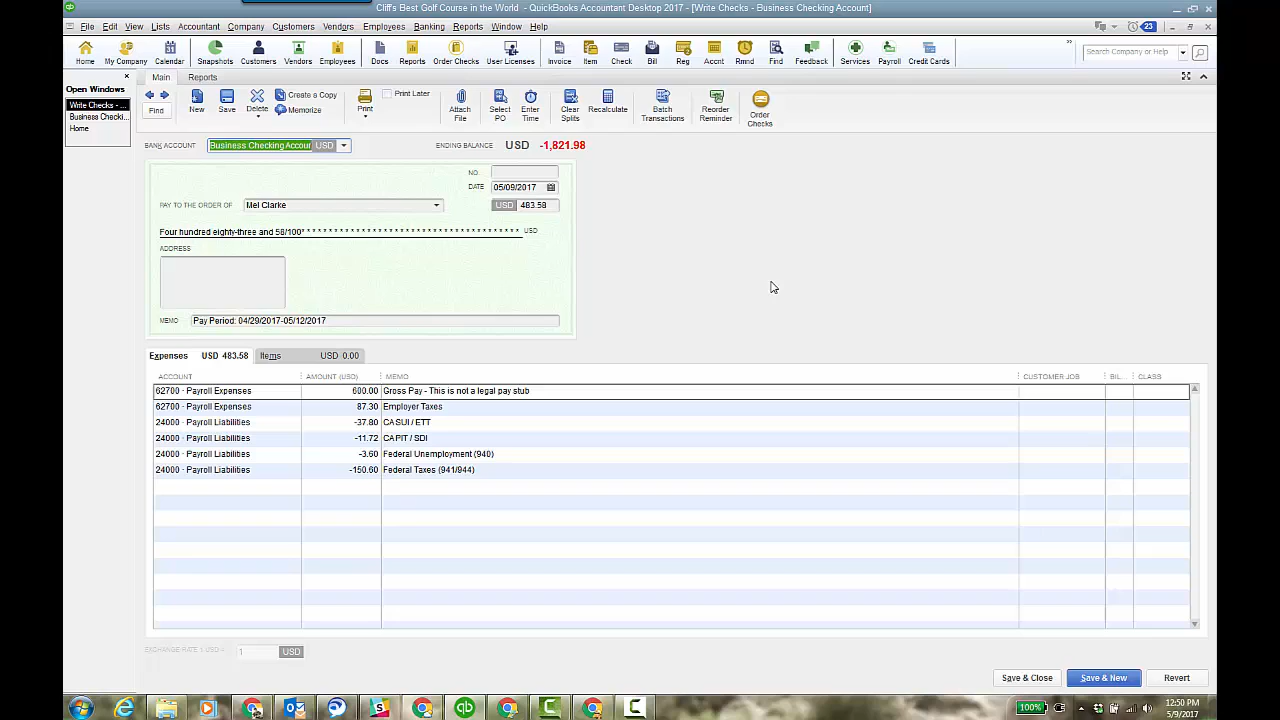 Cliff's Best Golf Course in the World - QuickBooks Accountant Desktop 2017 - [Write Checks - Business Checking Account]
File Edit View Lists Accountant Company Customers Vendors Employees Banking Reports Window Help
23
Home My Company Calendar Snapshots Customers Vendors Employees Docs Reports Order Checks User Licenses Invoice Item Check Bill Reg Accnt Rmnd Find Feedback Services Payroll Credit Cards
Search Company or Help
Open Windows
Write Checks - ...
Business Checki...
Home
Main Reports
Find
New Save Delete
Create a Copy
Memorize
Print
Print Later
Attach File
Select PO
Enter Time
Clear Splits
Recalculate
Batch Transactions
Reorder Reminder
Order Checks
BANK ACCOUNT Business Checking Accour USD
ENDING BALANCE USD -1,821.98
NO.
DATE 05/09/2017
PAY TO THE ORDER OF Mel Clarke USD 483.58
Four hundred eighty-three and 58/100* * * * * * * * * * * * * * * * * * * * * * * * * * * * * * * * * * * * * * * * USD
ADDRESS
MEMO Pay Period: 04/29/2017-05/12/2017
Expenses USD 483.58 Items USD 0.00
ACCOUNT AMOUNT (USD) MEMO CUSTOMER:JOB BIL... CLASS
62700 · Payroll Expenses 600.00 Gross Pay - This is not a legal pay stub
62700 · Payroll Expenses 87.30 Employer Taxes
24000 · Payroll Liabilities -37.80 CA SUI / ETT
24000 · Payroll Liabilities -11.72 CA PIT / SDI
24000 · Payroll Liabilities -3.60 Federal Unemployment (940)
24000 · Payroll Liabilities -150.60 Federal Taxes (941/944)
EXCHANGE RATE 1 USD = 1 USD
Save & Close Save & New Revert
100%
12:50 PM
5/9/2017